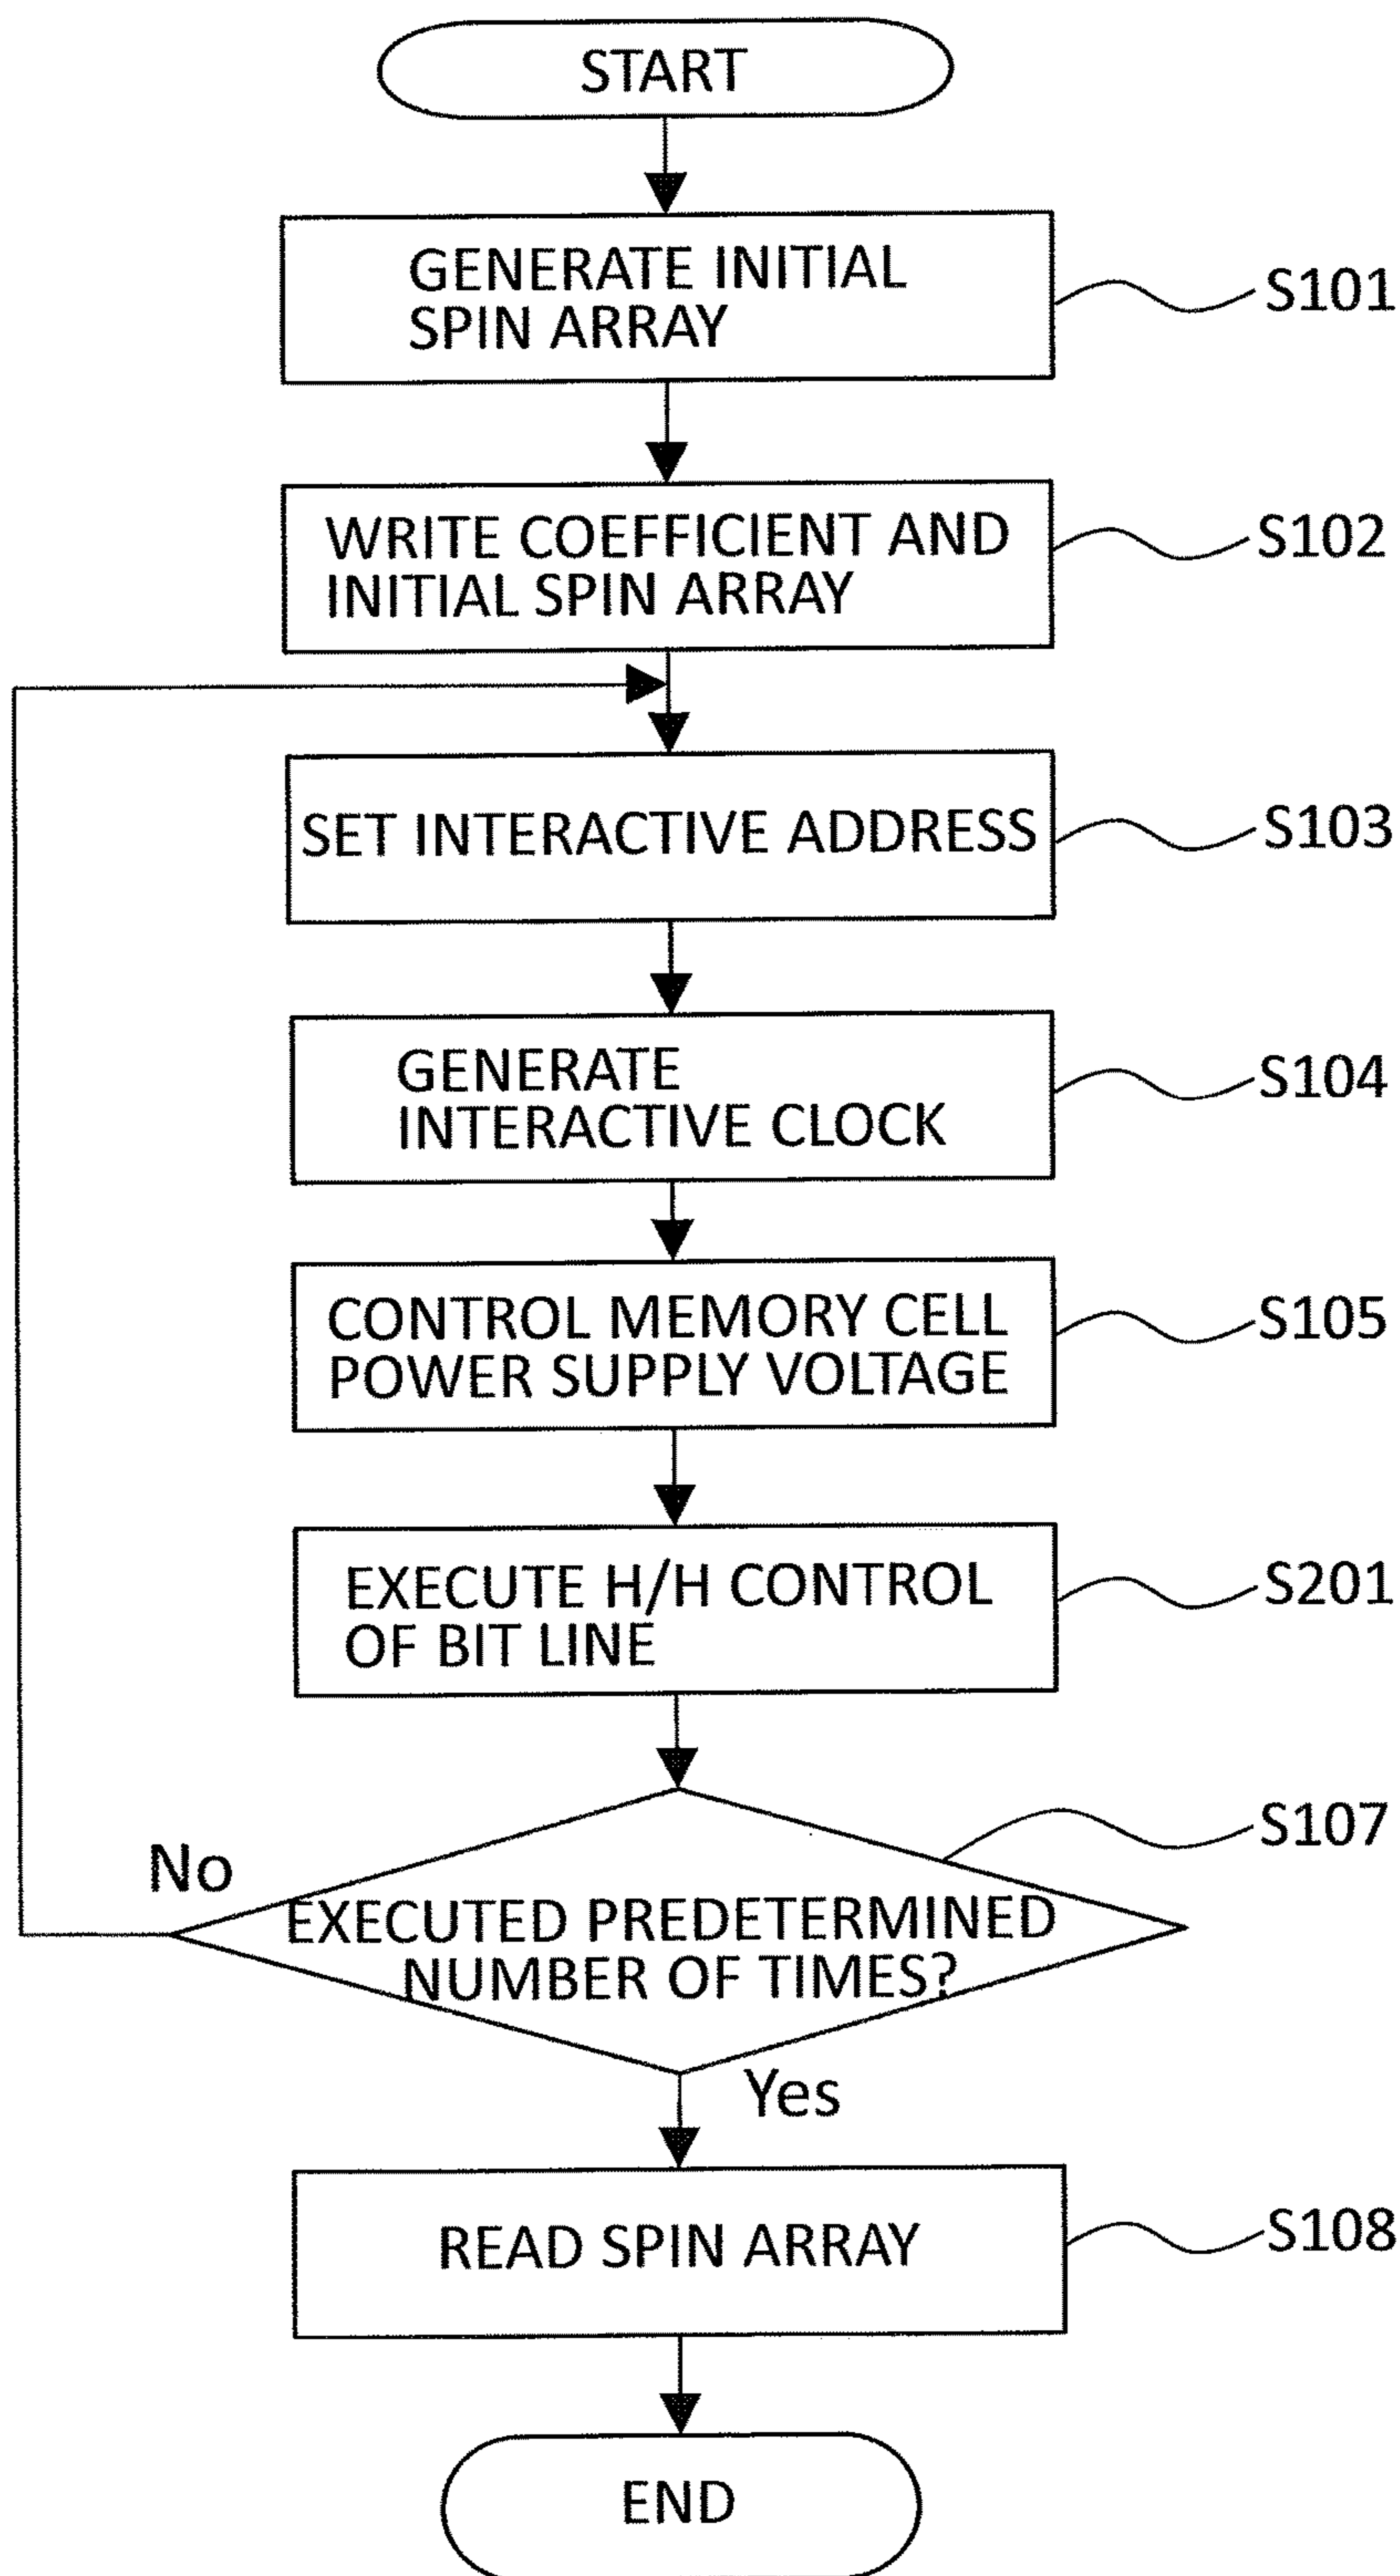 START
GENERATE INITIAL
SPIN ARRAY
S101
WRITE COEFFICIENT AND
INITIAL SPIN ARRAY
S102
SET INTERACTIVE ADDRESS
S103
GENERATE
INTERACTIVE CLOCK
S104
CONTROL MEMORY CELL
POWER SUPPLY VOLTAGE
S105
EXECUTE H/H CONTROL
OF BIT LINE
S201
S107
No
EXECUTED PREDETERMINED
NUMBER OF TIMES?
Yes
READ SPIN ARRAY
S108
END